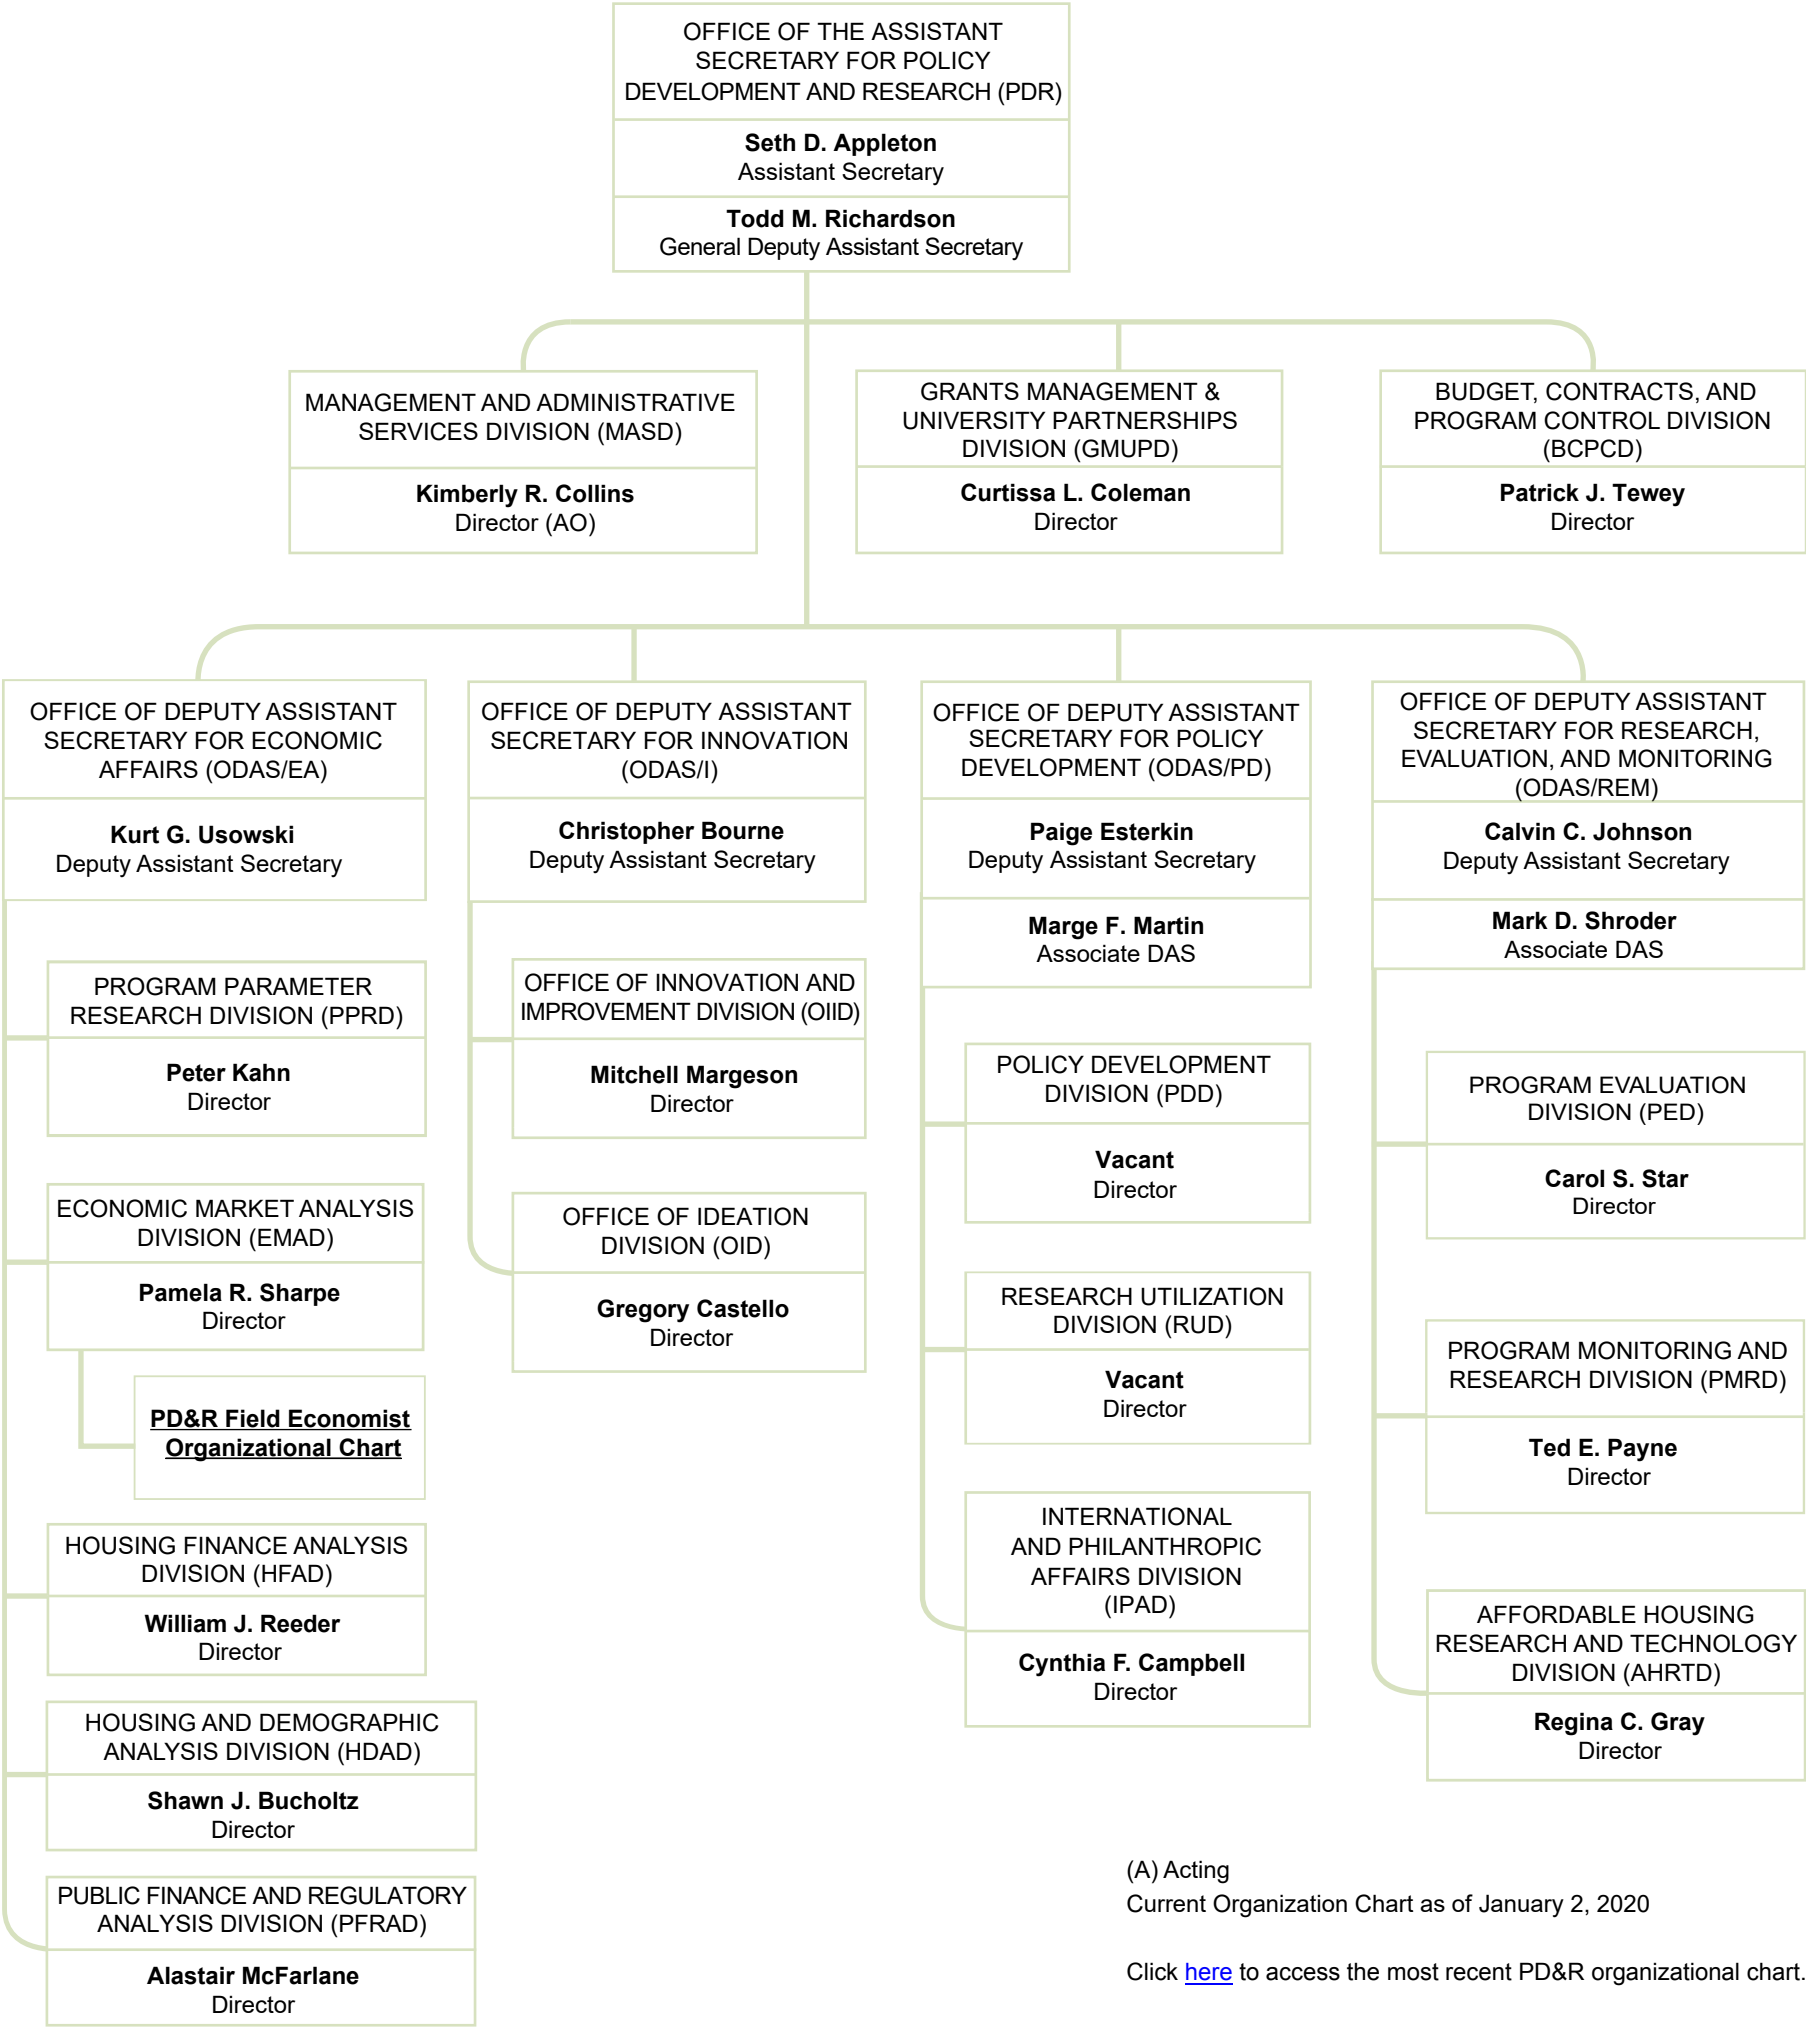 OFFICE OF THE ASSISTANT
SECRETARY FOR POLICY
DEVELOPMENT AND RESEARCH (PDR)
Seth D. Appleton
Assistant Secretary
Todd M. Richardson
General Deputy Assistant Secretary
MANAGEMENT AND ADMINISTRATIVE
SERVICES DIVISION (MASD)
Kimberly R. Collins
Director (AO)
GRANTS MANAGEMENT &
UNIVERSITY PARTNERSHIPS
DIVISION (GMUPD)
Curtissa L. Coleman
Director
BUDGET, CONTRACTS, AND
PROGRAM CONTROL DIVISION
(BCPCD)
Patrick J. Tewey
Director
OFFICE OF DEPUTY ASSISTANT
SECRETARY FOR ECONOMIC
AFFAIRS (ODAS/EA)
Kurt G. Usowski
Deputy Assistant Secretary
PROGRAM PARAMETER
RESEARCH DIVISION (PPRD)
Peter Kahn
Director
ECONOMIC MARKET ANALYSIS
DIVISION (EMAD)
Pamela R. Sharpe
Director
PD&R Field Economist
Organizational Chart
HOUSING FINANCE ANALYSIS
DIVISION (HFAD)
William J. Reeder
Director
HOUSING AND DEMOGRAPHIC
ANALYSIS DIVISION (HDAD)
Shawn J. Bucholtz
Director
PUBLIC FINANCE AND REGULATORY
ANALYSIS DIVISION (PFRAD)
Alastair McFarlane
Director
OFFICE OF DEPUTY ASSISTANT
SECRETARY FOR INNOVATION
(ODAS/I)
Christopher Bourne
Deputy Assistant Secretary
OFFICE OF INNOVATION AND
IMPROVEMENT DIVISION (OIID)
Mitchell Margeson
Director
OFFICE OF IDEATION
DIVISION (OID)
Gregory Castello
Director
OFFICE OF DEPUTY ASSISTANT
SECRETARY FOR POLICY
DEVELOPMENT (ODAS/PD)
Paige Esterkin
Deputy Assistant Secretary
Marge F. Martin
Associate DAS
POLICY DEVELOPMENT
DIVISION (PDD)
Vacant
Director
RESEARCH UTILIZATION
DIVISION (RUD)
Vacant
Director
INTERNATIONAL
AND PHILANTHROPIC
AFFAIRS DIVISION
(IPAD)
Cynthia F. Campbell
Director
OFFICE OF DEPUTY ASSISTANT
SECRETARY FOR RESEARCH,
EVALUATION, AND MONITORING
(ODAS/REM)
Calvin C. Johnson
Deputy Assistant Secretary
Mark D. Shroder
Associate DAS
PROGRAM EVALUATION
DIVISION (PED)
Carol S. Star
Director
PROGRAM MONITORING AND
RESEARCH DIVISION (PMRD)
Ted E. Payne
Director
AFFORDABLE HOUSING
RESEARCH AND TECHNOLOGY
DIVISION (AHRTD)
Regina C. Gray
Director
(A) Acting
Current Organization Chart as of January 2, 2020
Click here to access the most recent PD&R organizational chart.